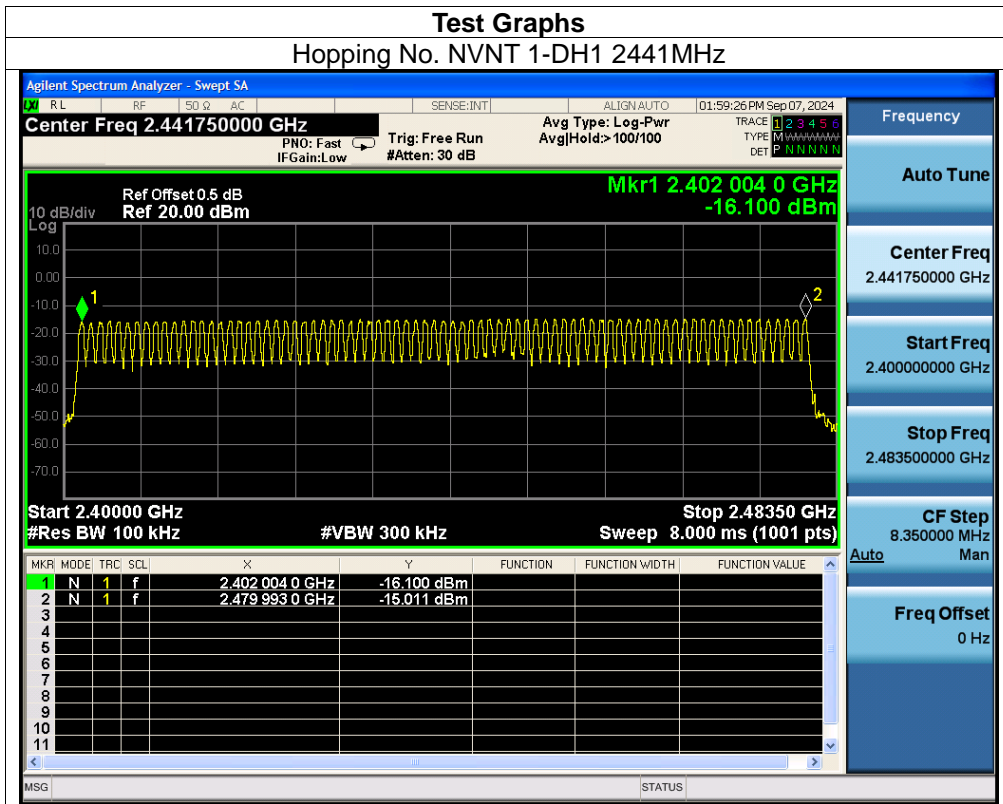 Test Graphs
Hopping No. NVNT 1-DH1 2441MHz
Agilent Spectrum Analyzer - Swept SA
LXI RL RF 50 Ω AC SENSE:INT ALIGN AUTO 01:59:26 PM Sep 07, 2024
Center Freq 2.441750000 GHz
PNO: Fast
IFGain:Low
Trig: Free Run
#Atten: 30 dB
Avg Type: Log-Pwr
Avg|Hold:>100/100
TRACE 1 2 3 4 5 6
TYPE MWWWWW
DET P N N N N N
Frequency
Auto Tune
Center Freq
2.441750000 GHz
Start Freq
2.400000000 GHz
Stop Freq
2.483500000 GHz
CF Step
8.350000 MHz
Auto Man
Freq Offset
0 Hz
Mkr1 2.402 004 0 GHz
-16.100 dBm
Ref Offset 0.5 dB
10 dB/div Ref 20.00 dBm
Log
10.0
0.00
-10.0
-20.0
-30.0
-40.0
-50.0
-60.0
-70.0
1
2
Start 2.40000 GHz Stop 2.48350 GHz
#Res BW 100 kHz #VBW 300 kHz Sweep 8.000 ms (1001 pts)
MKR MODE TRC SCL X Y FUNCTION FUNCTION WIDTH FUNCTION VALUE
1 N 1 f 2.402 004 0 GHz -16.100 dBm
2 N 1 f 2.479 993 0 GHz -15.011 dBm
3
4
5
6
7
8
9
10
11
MSG STATUS